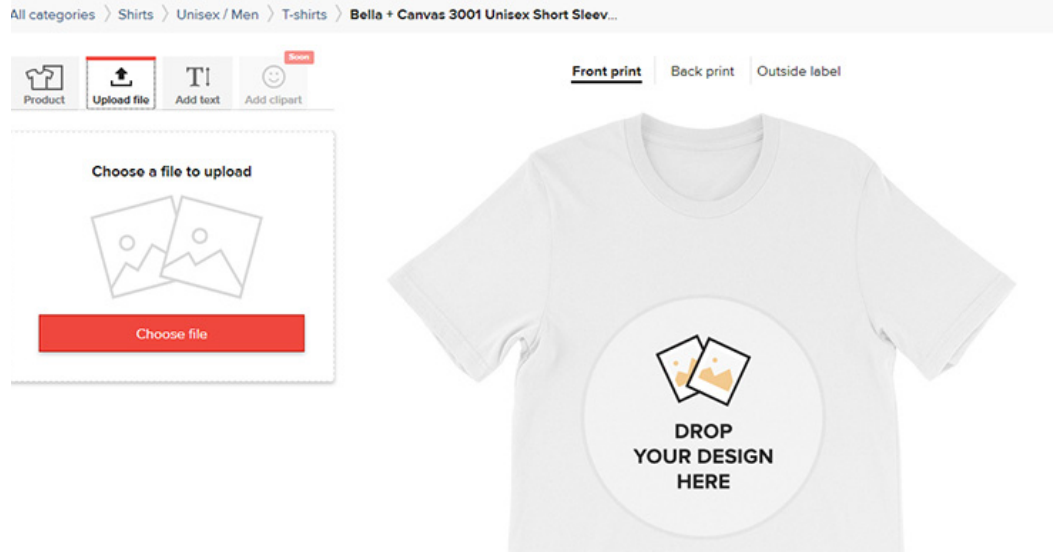 All categories 〉 Shirts 〉 Unisex / Men 〉 T-shirts 〉 Bella + Canvas 3001 Unisex Short Sleev...
Soon
Product Upload file Add text Add clipart
Front print Back print Outside label
Choose a file to upload
Choose file
DROP
YOUR DESIGN
HERE